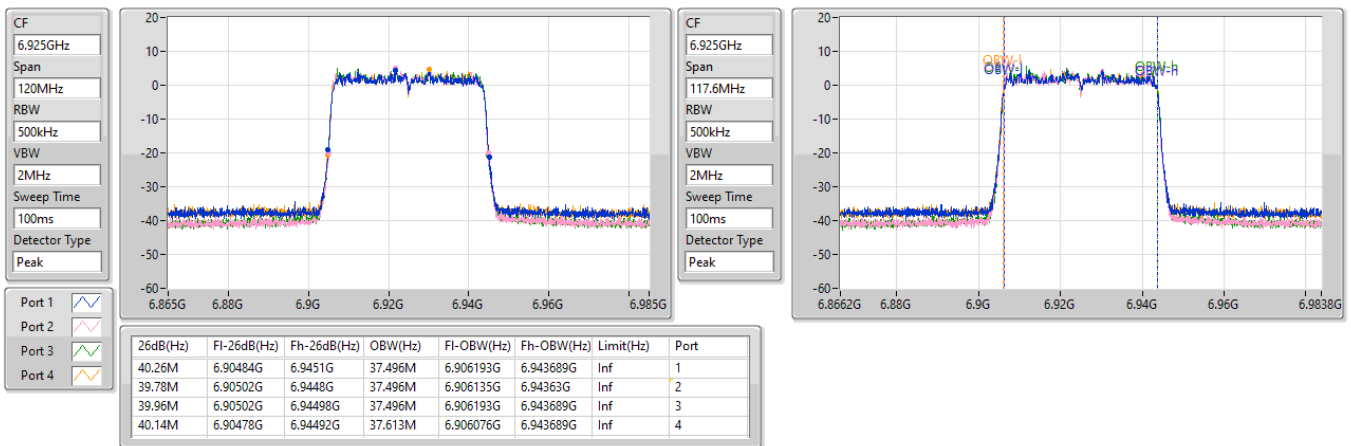 CF
6.925GHz
Span
120MHz
RBW
500kHz
VBW
2MHz
Sweep Time
100ms
Detector Type
Peak
20
10
0
-10
-20
-30
-40
-50
-60
6.865G 6.88G 6.9G 6.92G 6.94G 6.96G 6.985G
CF
6.925GHz
Span
117.6MHz
RBW
500kHz
VBW
2MHz
Sweep Time
100ms
Detector Type
Peak
20
10
0
-10
-20
-30
-40
-50
-60
OBW-l OBW-h
OBW-l OBW-h
6.8662G 6.88G 6.9G 6.92G 6.94G 6.96G 6.9838G
Port 1
Port 2
Port 3
Port 4
26dB(Hz) Fl-26dB(Hz) Fh-26dB(Hz) OBW(Hz) Fl-OBW(Hz) Fh-OBW(Hz) Limit(Hz) Port
40.26M 6.90484G 6.9451G 37.496M 6.906193G 6.943689G Inf 1
39.78M 6.90502G 6.9448G 37.496M 6.906135G 6.94363G Inf 2
39.96M 6.90502G 6.94498G 37.496M 6.906193G 6.943689G Inf 3
40.14M 6.90478G 6.94492G 37.613M 6.906076G 6.943689G Inf 4